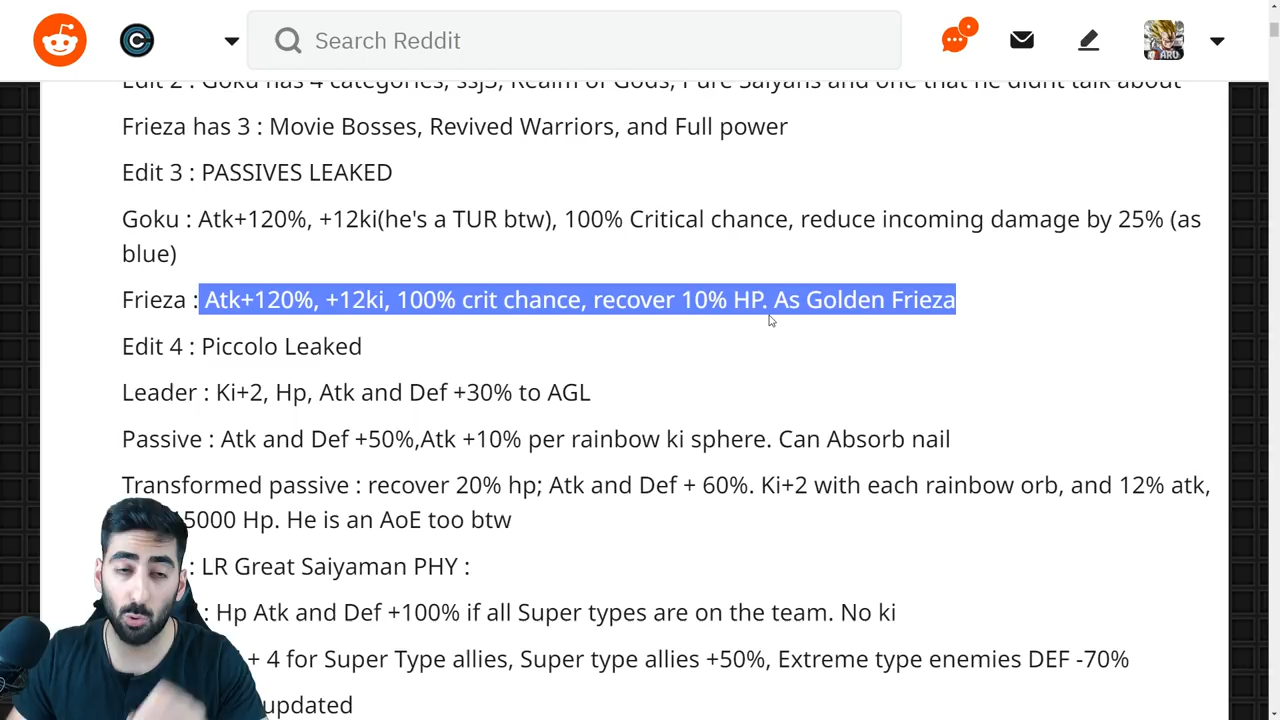 Search Reddit
ARO
Edit 2 : Goku has 4 categories, ssj3, Realm of Gods, Pure Saiyans and one that he didnt talk about
Frieza has 3 : Movie Bosses, Revived Warriors, and Full power
Edit 3 : PASSIVES LEAKED
Goku : Atk+120%, +12ki(he's a TUR btw), 100% Critical chance, reduce incoming damage by 25% (as
blue)
Frieza : Atk+120%, +12ki, 100% crit chance, recover 10% HP. As Golden Frieza
Edit 4 : Piccolo Leaked
Leader : Ki+2, Hp, Atk and Def +30% to AGL
Passive : Atk and Def +50%,Atk +10% per rainbow ki sphere. Can Absorb nail
Transformed passive : recover 20% hp; Atk and Def + 60%. Ki+2 with each rainbow orb, and 12% atk,
5000 Hp. He is an AoE too btw
: LR Great Saiyaman PHY :
: Hp Atk and Def +100% if all Super types are on the team. No ki
+ 4 for Super Type allies, Super type allies +50%, Extreme type enemies DEF -70%
updated